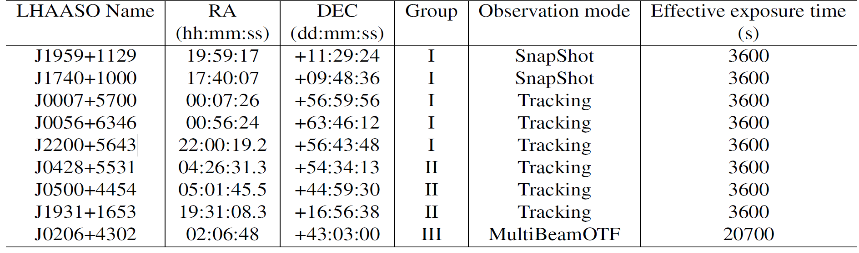 LHAASO Name RA DEC Group Observation mode Effective exposure time
(hh:mm:ss) (dd:mm:ss) (s)
J1959+1129 19:59:17 +11:29:24 I SnapShot 3600
J1740+1000 17:40:07 +09:48:36 I SnapShot 3600
J0007+5700 00:07:26 +56:59:56 I Tracking 3600
J0056+6346 00:56:24 +63:46:12 I Tracking 3600
J2200+5643 22:00:19.2 +56:43:48 I Tracking 3600
J0428+5531 04:26:31.3 +54:34:13 II Tracking 3600
J0500+4454 05:01:45.5 +44:59:30 II Tracking 3600
J1931+1653 19:31:08.3 +16:56:38 II Tracking 3600
J0206+4302 02:06:48 +43:03:00 III MultiBeamOTF 20700